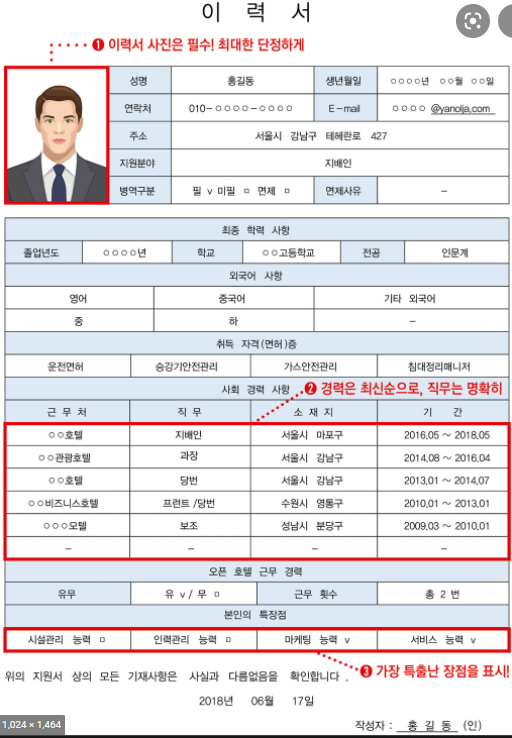 이 력 서
❶ 이력서 사진은 필수! 최대한 단정하게
성명 홍길동 생년월일 ○○○○년 ○○월 ○○일
연락처 010-○○○○-○○○○ E-mail ○○○○ @yanolja.com
주소 서울시 강남구 테헤란로 427
지원분야 지배인
병역구분 필 v 미필 □ 면제 □ 면제사유 -
최종 학력 사항
졸업년도 ○○○○년 학교 ○○고등학교 전공 인문계
외국어 사항
영어 중국어 기타 외국어
중 하 -
취득 자격(면허)증
운전면허 승강기안전관리 가스안전관리 침대정리매니저
사회 경력 사항 ❷ 경력은 최신순으로, 직무는 명확히
근 무 처 직 무 소 재 지 기 간
○○호텔 지배인 서울시 마포구 2016.05 ~ 2018.05
○○관광호텔 과장 서울시 강남구 2014.08 ~ 2016.04
○○호텔 당번 서울시 강남구 2013.01 ~ 2014.07
○○비즈니스호텔 프런트 /당번 수원시 영통구 2010.01 ~ 2013.01
○○○모텔 보조 성남시 분당구 2009.03 ~ 2010.01
- - - -
오픈 호텔 근무 경력
유무 유 v / 무 □ 근무 횟수 총 2 번
본인의 특장점
시설관리 능력 □ 인력관리 능력 □ 마케팅 능력 v 서비스 능력 v
위의 지원서 상의 모든 기재사항은 사실과 다름없음을 확인합니다 .
❸ 가장 특출난 장점을 표시!
2018년 06월 17일
1,024 × 1,464
작성자 : 홍 길 동 (인)